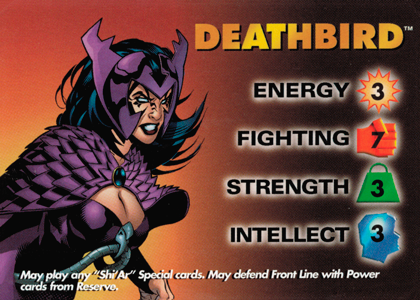 DEATHBIRD™
ENERGY 3
FIGHTING 7
STRENGTH 3
INTELLECT 3
May play any "Shi'Ar" Special cards. May defend Front Line with Power
cards from Reserve.